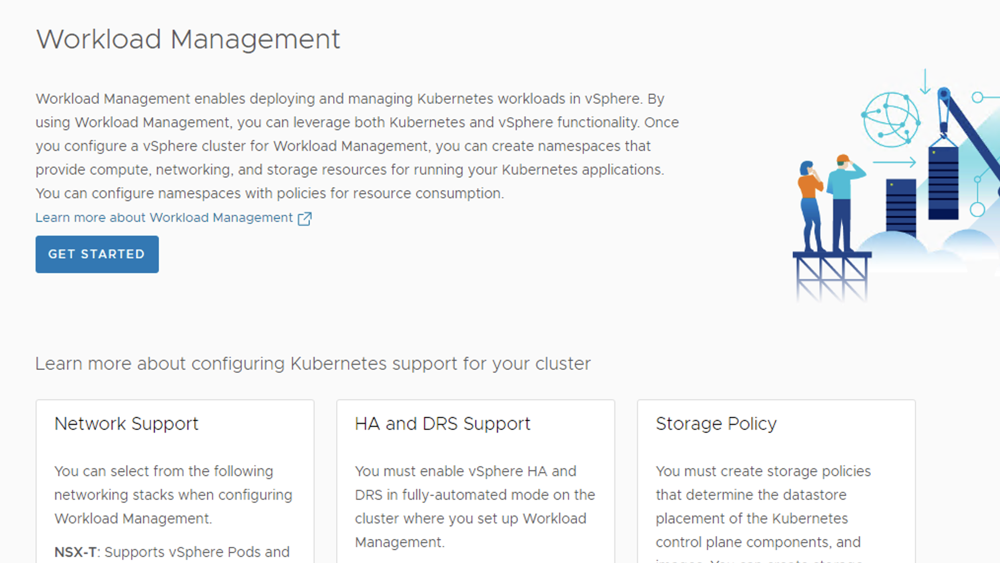 Workload Management
Workload Management enables deploying and managing Kubernetes workloads in vSphere. By
using Workload Management, you can leverage both Kubernetes and vSphere functionality. Once
you configure a vSphere cluster for Workload Management, you can create namespaces that
provide compute, networking, and storage resources for running your Kubernetes applications.
You can configure namespaces with policies for resource consumption.
Learn more about Workload Management
GET STARTED
Learn more about configuring Kubernetes support for your cluster
Network Support
You can select from the following
networking stacks when configuring
Workload Management.
NSX-T: Supports vSphere Pods and
HA and DRS Support
You must enable vSphere HA and
DRS in fully-automated mode on the
cluster where you set up Workload
Management.
Storage Policy
You must create storage policies
that determine the datastore
placement of the Kubernetes
control plane components, and